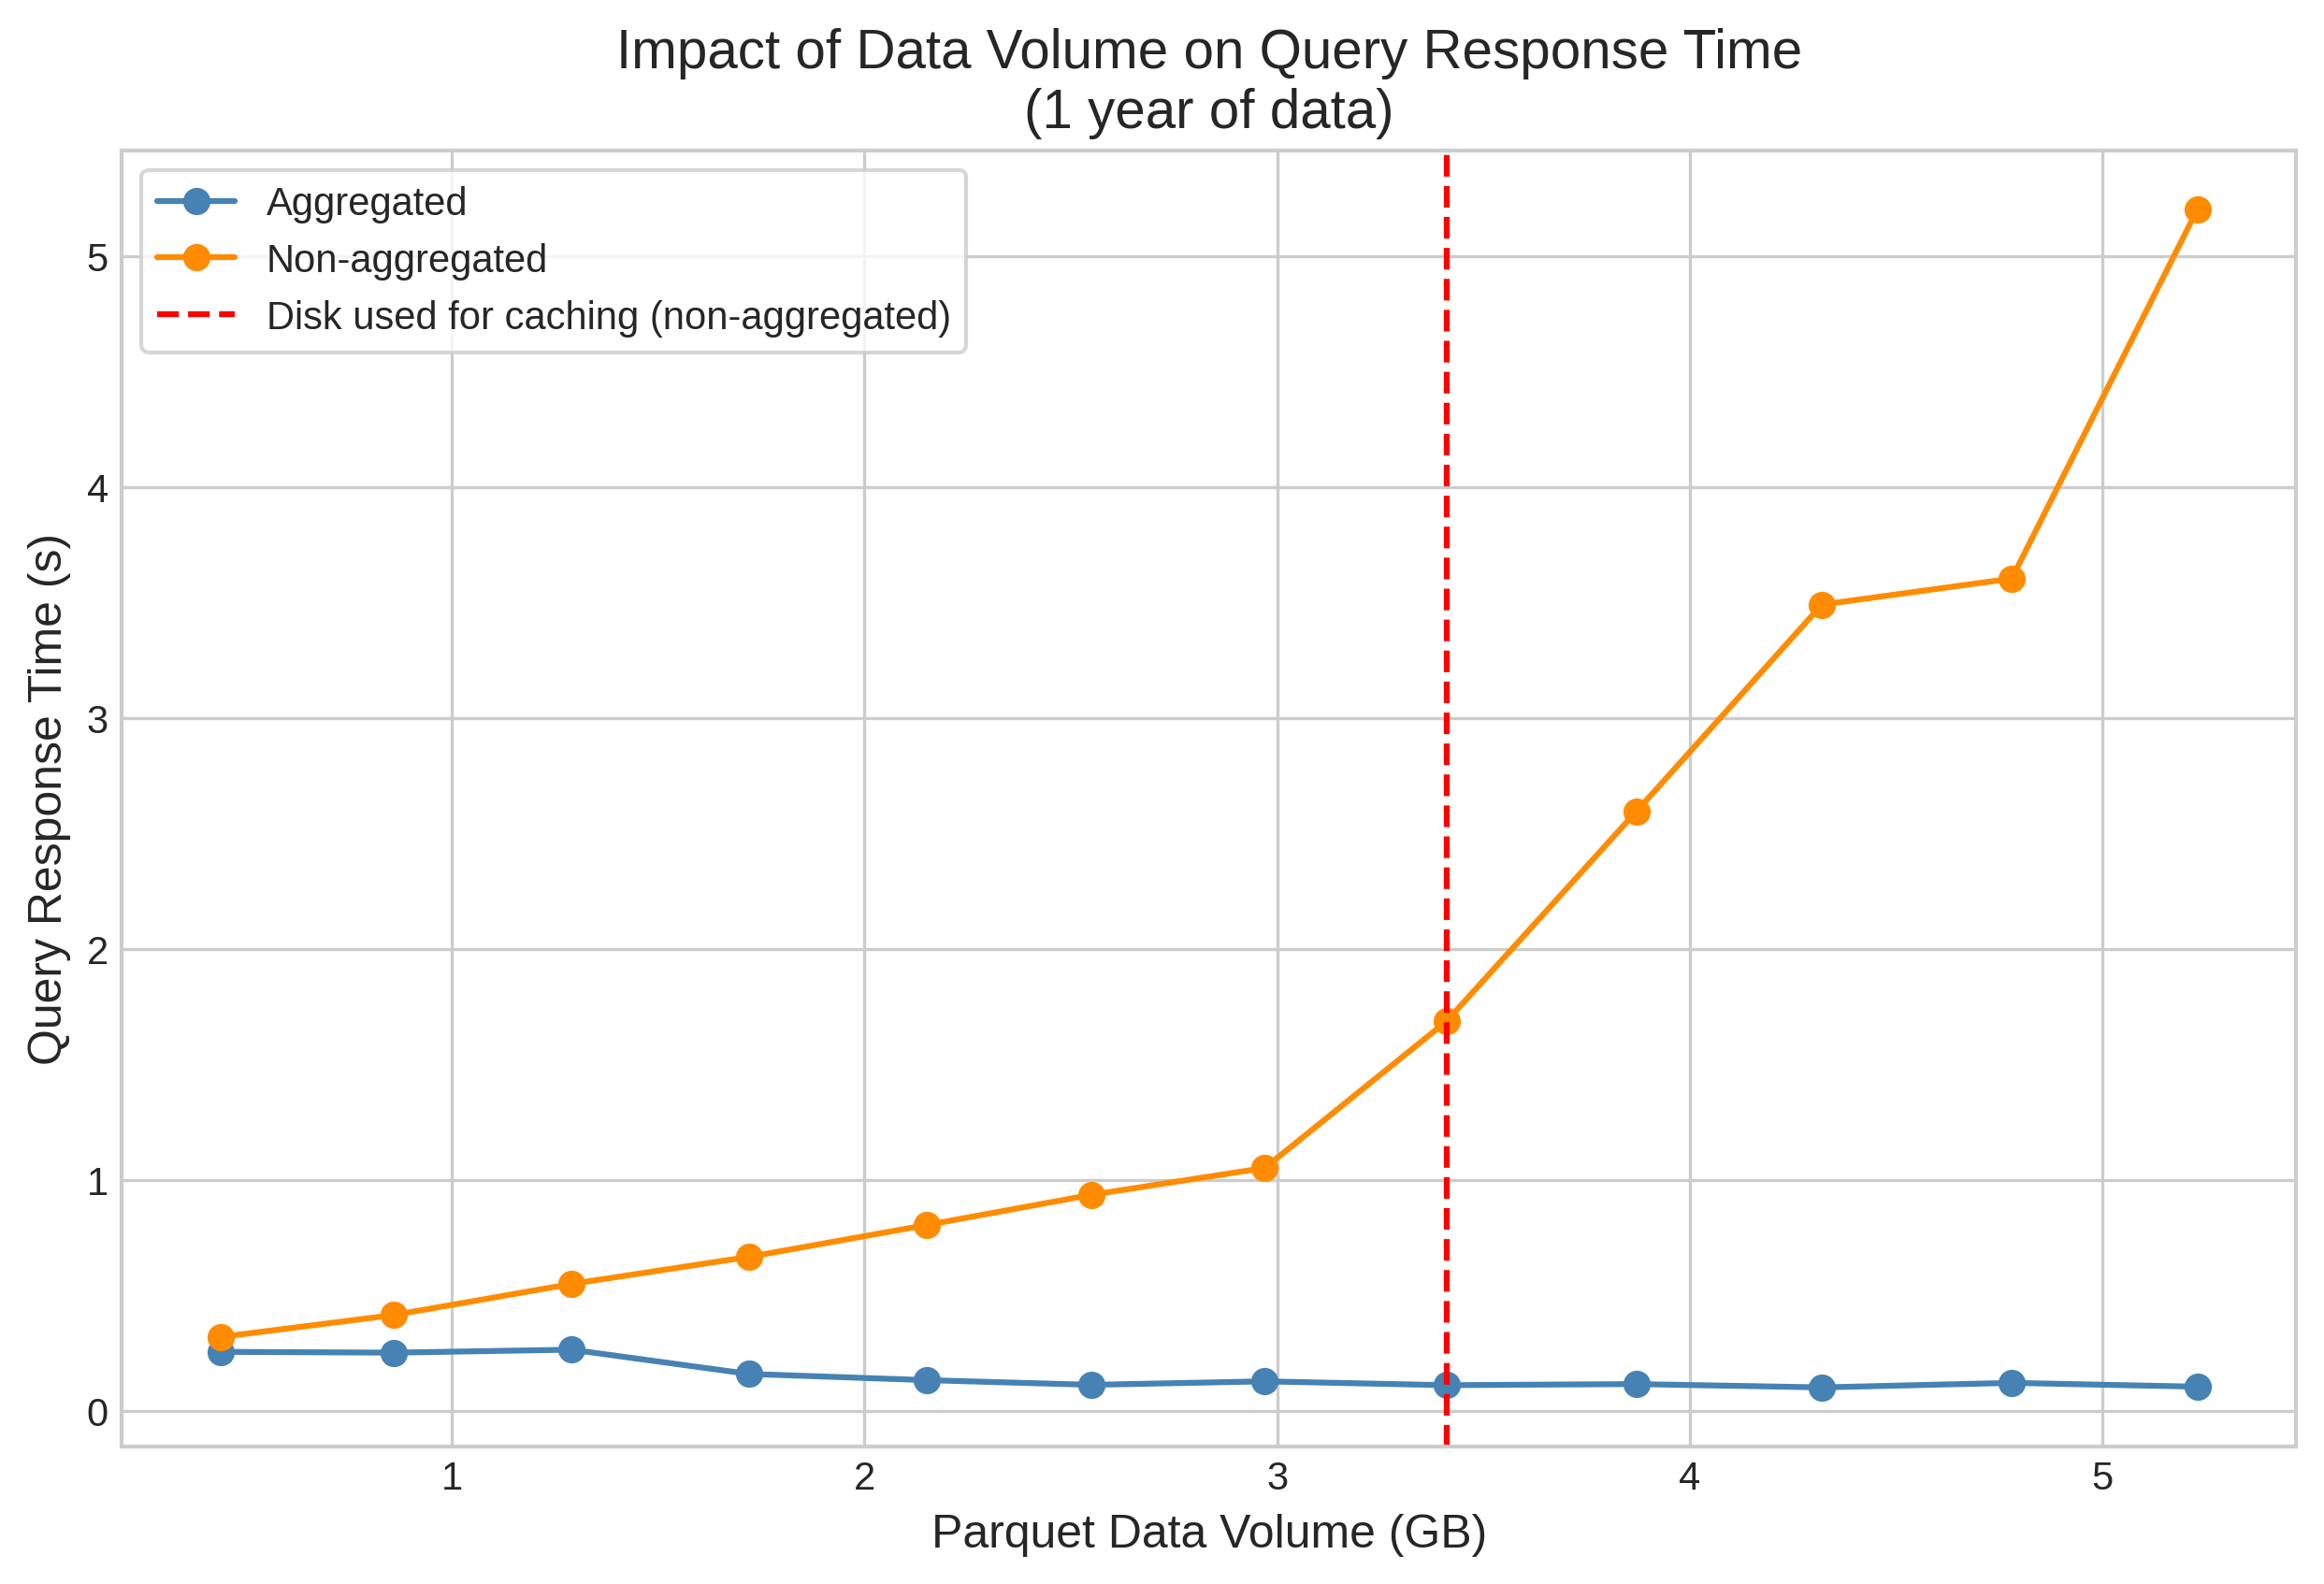 Impact of Data Volume on Query Response Time
(1 year of data)
Aggregated
Non-aggregated
Disk used for caching (non-aggregated)
Query Response Time (s)
5
4
3
2
1
0
1 2 3 4 5
Parquet Data Volume (GB)